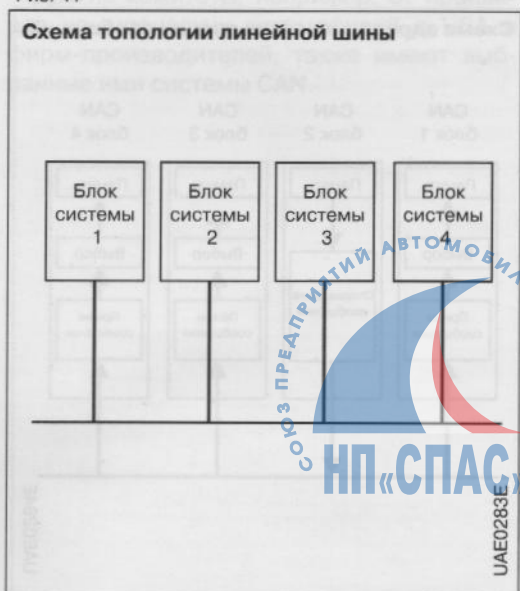 Схема топологии линейной шины
Блок
системы
1
Блок
системы
2
Блок
системы
3
Блок
системы
4
СОЮЗ ПРЕДПРИЯТИЙ АВТОМОБИЛ
НП«СПАС»
UAE0283E